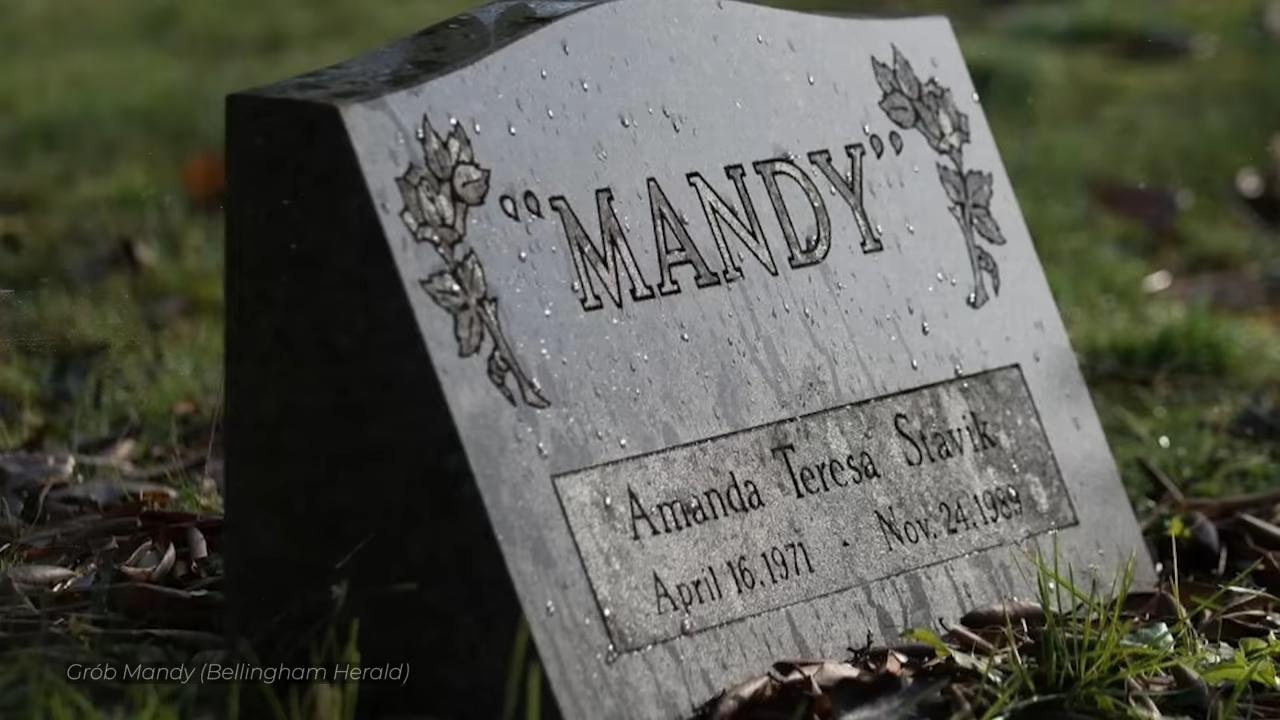 “MANDY”
Amanda Teresa Stavik
April 16.1971 · Nov. 24.1989
Grób Mandy (Bellingham Herald)